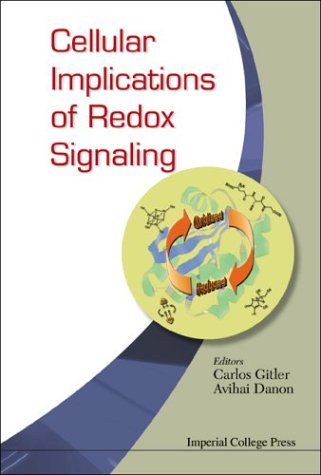 Cellular
Implications
of Redox
Signaling
Oxidized
Reduced
Editors
Carlos Gitler
Avihai Danon
Imperial College Press